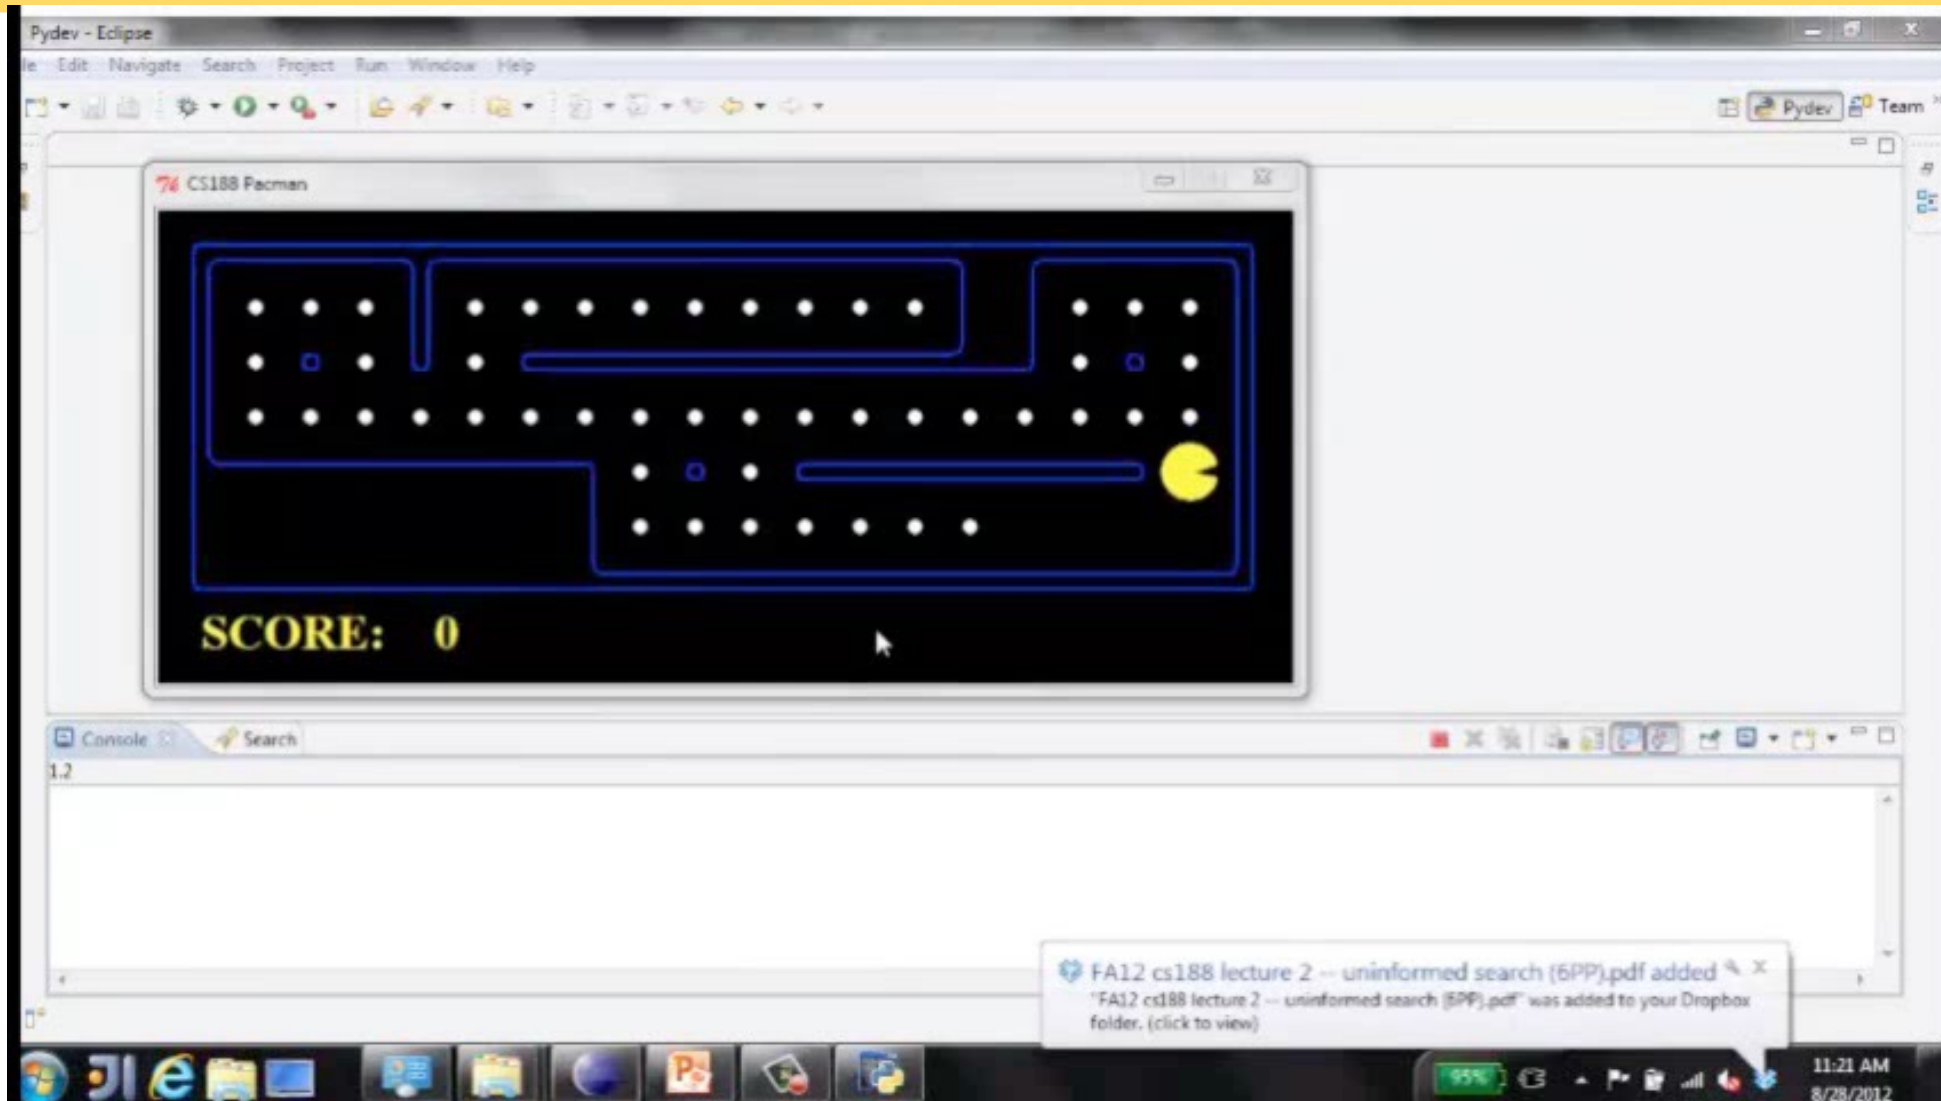 Pydev - Eclipse
le Edit Navigate Search Project Run Window Help
Pydev Team
CS188 Pacman
SCORE: 0
Console Search
1.2
FA12 cs188 lecture 2 -- uninformed search (6PP).pdf added
"FA12 cs188 lecture 2 -- uninformed search (6PP).pdf" was added to your Dropbox
folder. (click to view)
95%
11:21 AM
8/28/2012